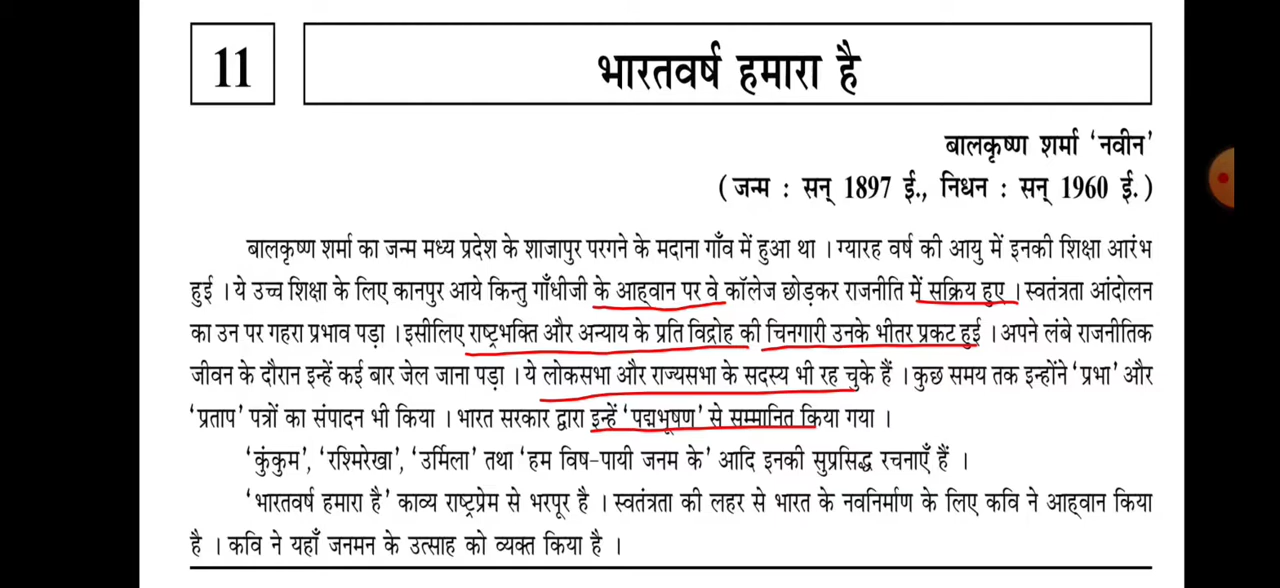 11
भारतवर्ष हमारा है
बालकृष्ण शर्मा 'नवीन'
(जन्म : सन् 1897 ई., निधन : सन् 1960 ई.)
बालकृष्ण शर्मा का जन्म मध्य प्रदेश के शाजापुर परगने के मदाना गाँव में हुआ था । ग्यारह वर्ष की आयु में इनकी शिक्षा आरंभ
हुई । ये उच्च शिक्षा के लिए कानपुर आये किन्तु गाँधीजी के आह्वान पर वे कॉलेज छोड़कर राजनीति में सक्रिय हुए । स्वतंत्रता आंदोलन
का उन पर गहरा प्रभाव पड़ा । इसीलिए राष्ट्रभक्ति और अन्याय के प्रति विद्रोह की चिनगारी उनके भीतर प्रकट हुई । अपने लंबे राजनीतिक
जीवन के दौरान इन्हें कई बार जेल जाना पड़ा । ये लोकसभा और राज्यसभा के सदस्य भी रह चुके हैं । कुछ समय तक इन्होंने 'प्रभा' और
'प्रताप' पत्रों का संपादन भी किया । भारत सरकार द्वारा इन्हें 'पद्मभूषण' से सम्मानित किया गया ।
'कुंकुम', 'रश्मिरेखा', 'उर्मिला' तथा 'हम विष-पायी जनम के' आदि इनकी सुप्रसिद्ध रचनाएँ हैं ।
'भारतवर्ष हमारा है' काव्य राष्ट्रप्रेम से भरपूर है । स्वतंत्रता की लहर से भारत के नवनिर्माण के लिए कवि ने आह्वान किया
है । कवि ने यहाँ जनमन के उत्साह को व्यक्त किया है ।